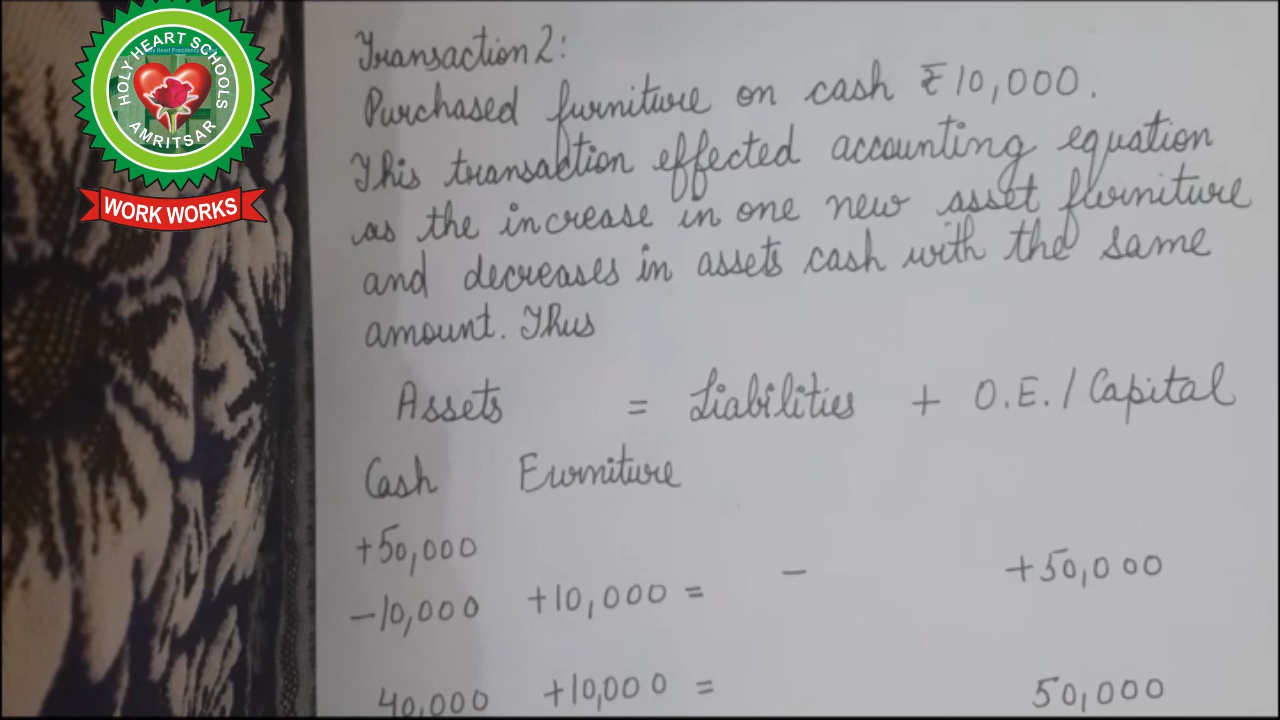 HOLY HEART SCHOOLS
AMRITSAR
WORK WORKS
Transaction 2:
Purchased furniture on cash ₹10,000.
This transaction effected accounting equation
as the increase in one new asset furniture
and decreases in assets cash with the same
amount. Thus
Assets = Liabilities + O.E./Capital
Cash Furniture
+50,000
-10,000 +10,000 = - +50,000
40,000 +10,000 = 50,000